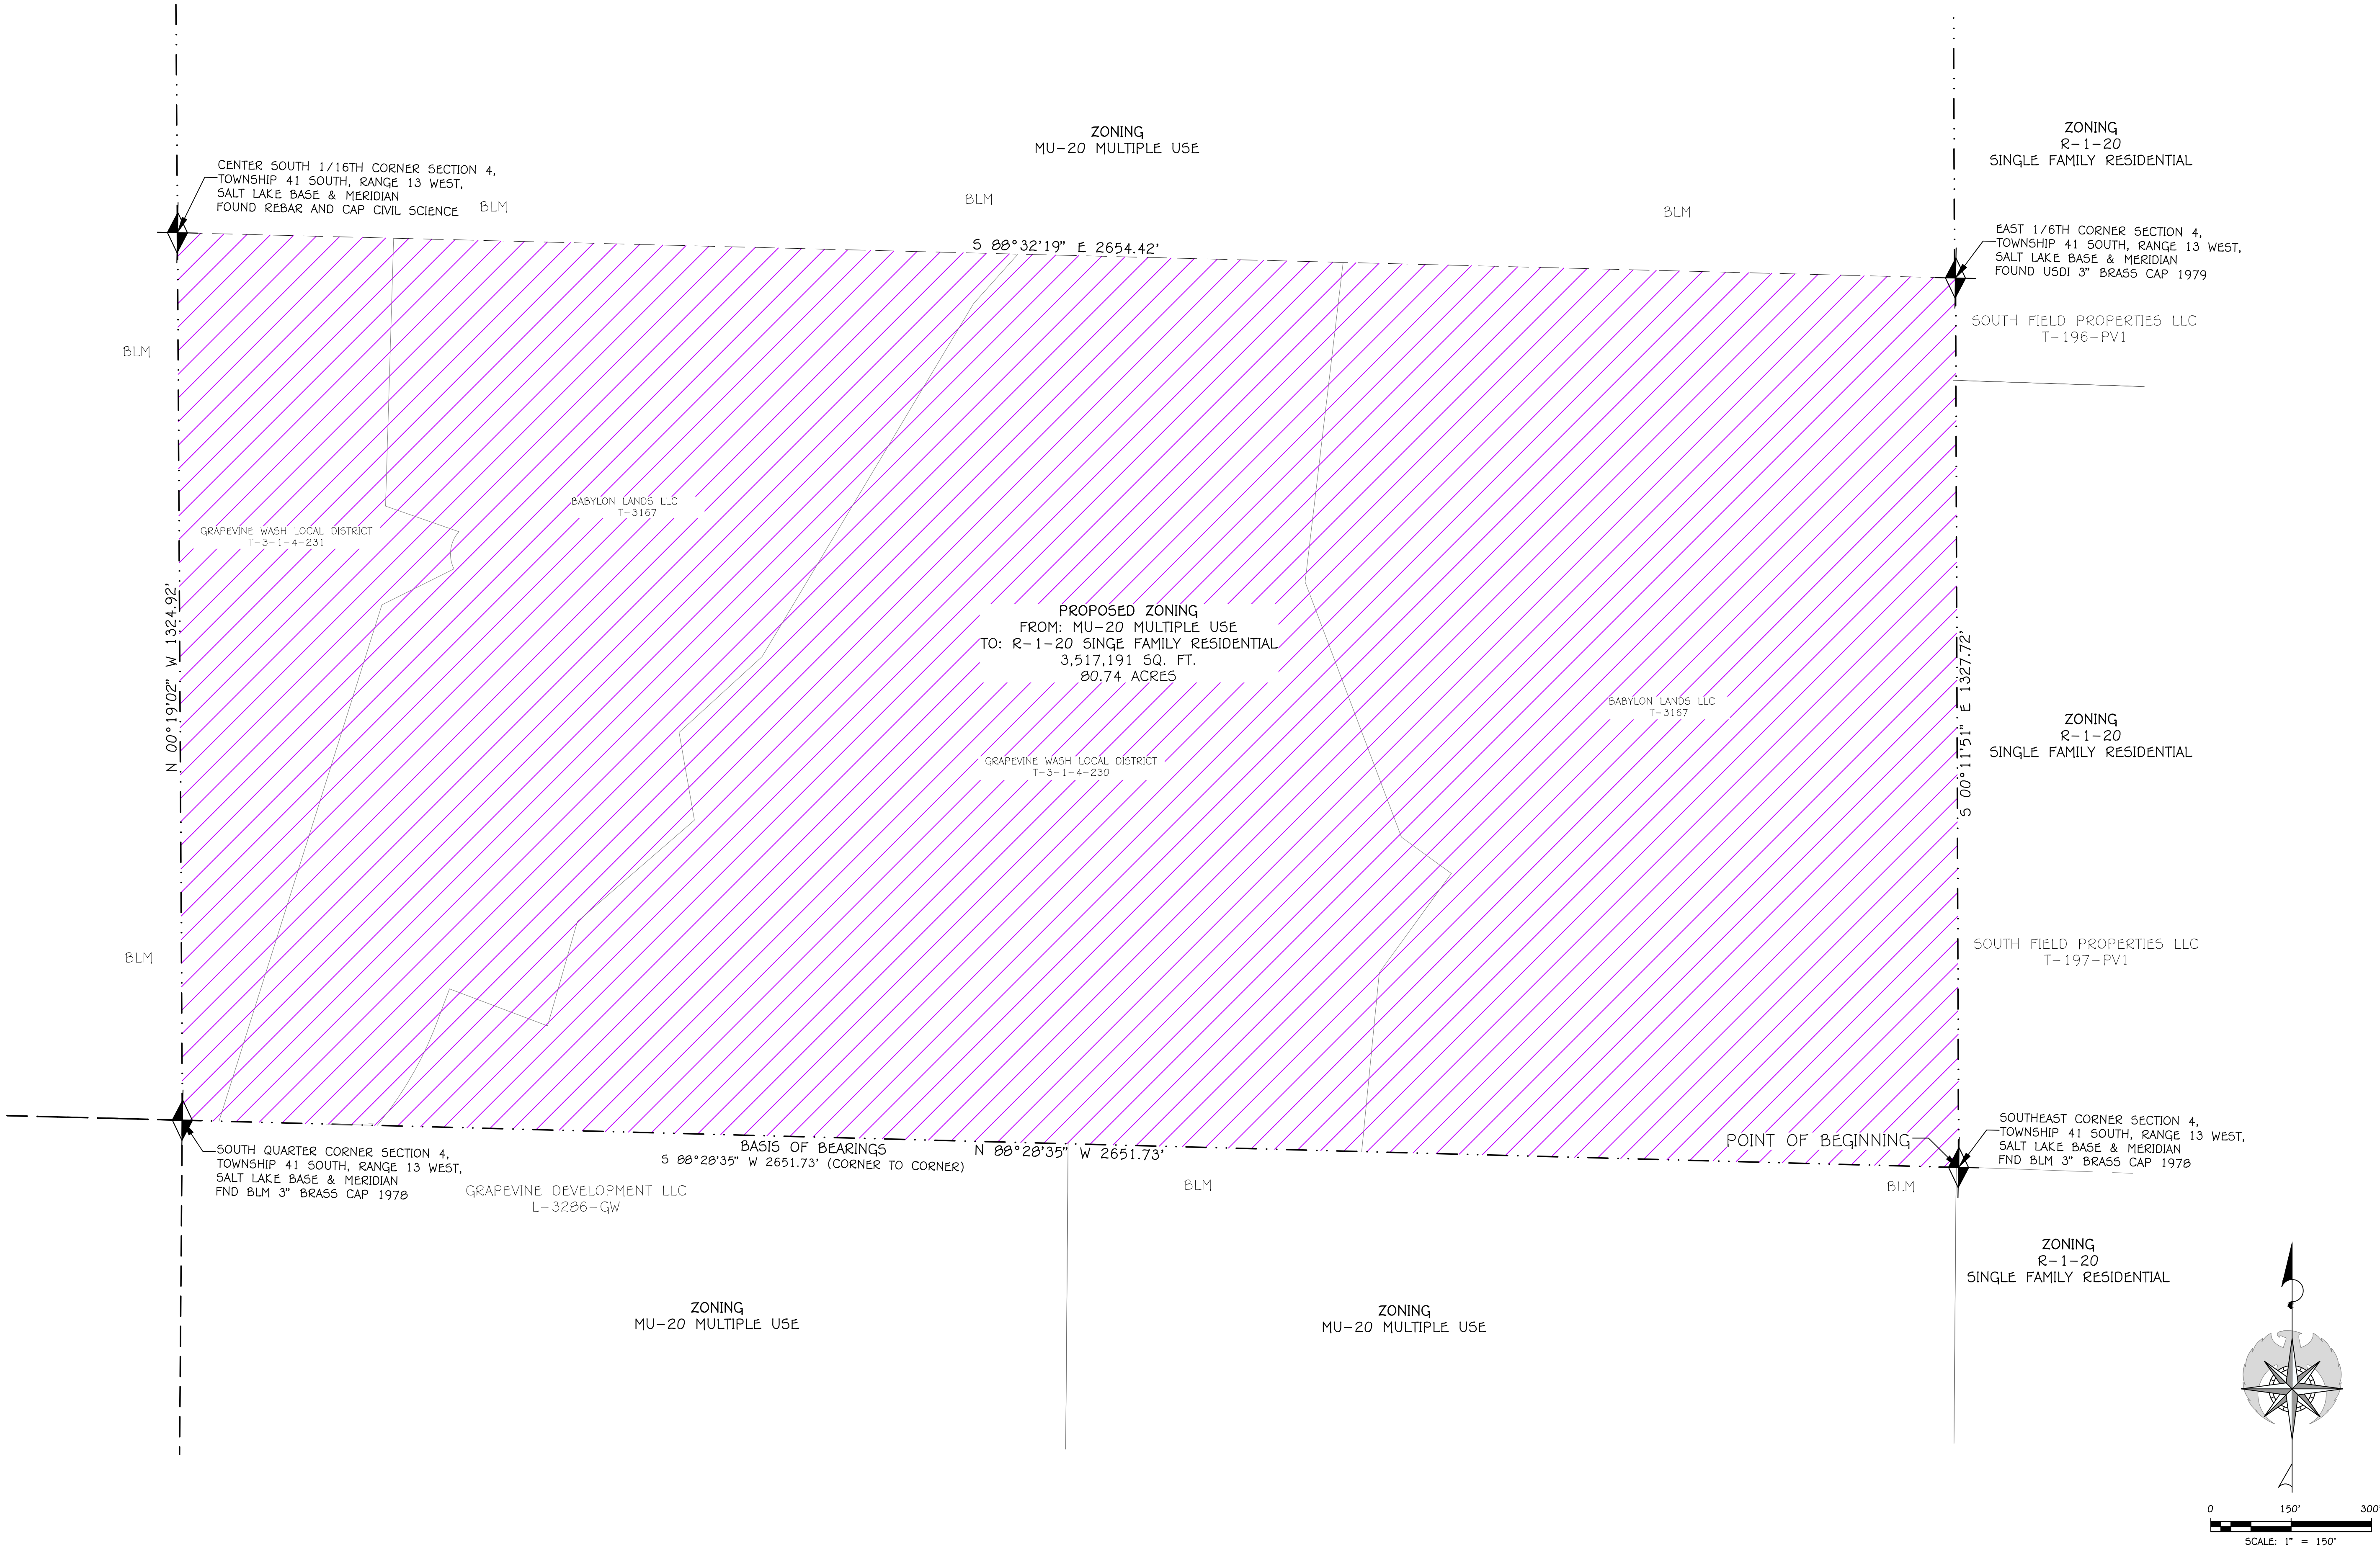 ZONING
MU-20 MULTIPLE USE
ZONING
R-1-20
SINGLE FAMILY RESIDENTIAL
CENTER SOUTH 1/16TH CORNER SECTION 4,
TOWNSHIP 41 SOUTH, RANGE 13 WEST,
SALT LAKE BASE & MERIDIAN
FOUND REBAR AND CAP CIVIL SCIENCE
BLM
BLM
BLM
S 88°32'19" E 2654.42'
EAST 1/6TH CORNER SECTION 4,
TOWNSHIP 41 SOUTH, RANGE 13 WEST,
SALT LAKE BASE & MERIDIAN
FOUND USDI 3" BRASS CAP 1979
SOUTH FIELD PROPERTIES LLC
T-196-PV1
BLM
BABYLON LANDS LLC
T-3167
GRAPEVINE WASH LOCAL DISTRICT
T-3-1-4-231
N 00°19'02" W 1324.92'
PROPOSED ZONING
FROM: MU-20 MULTIPLE USE
TO: R-1-20 SINGE FAMILY RESIDENTIAL
3,517,191 SQ. FT.
80.74 ACRES
BABYLON LANDS LLC
T-3167
S 00°11'51" E 1327.72'
ZONING
R-1-20
SINGLE FAMILY RESIDENTIAL
GRAPEVINE WASH LOCAL DISTRICT
T-3-1-4-230
BLM
SOUTH FIELD PROPERTIES LLC
T-197-PV1
SOUTH QUARTER CORNER SECTION 4,
TOWNSHIP 41 SOUTH, RANGE 13 WEST,
SALT LAKE BASE & MERIDIAN
FND BLM 3" BRASS CAP 1978
BASIS OF BEARINGS
S 88°28'35" W 2651.73' (CORNER TO CORNER)
N 88°28'35" W 2651.73'
POINT OF BEGINNING
SOUTHEAST CORNER SECTION 4,
TOWNSHIP 41 SOUTH, RANGE 13 WEST,
SALT LAKE BASE & MERIDIAN
FND BLM 3" BRASS CAP 1978
GRAPEVINE DEVELOPMENT LLC
L-3286-GW
BLM
BLM
ZONING
R-1-20
SINGLE FAMILY RESIDENTIAL
ZONING
MU-20 MULTIPLE USE
ZONING
MU-20 MULTIPLE USE
0 150' 300'
SCALE: 1" = 150'